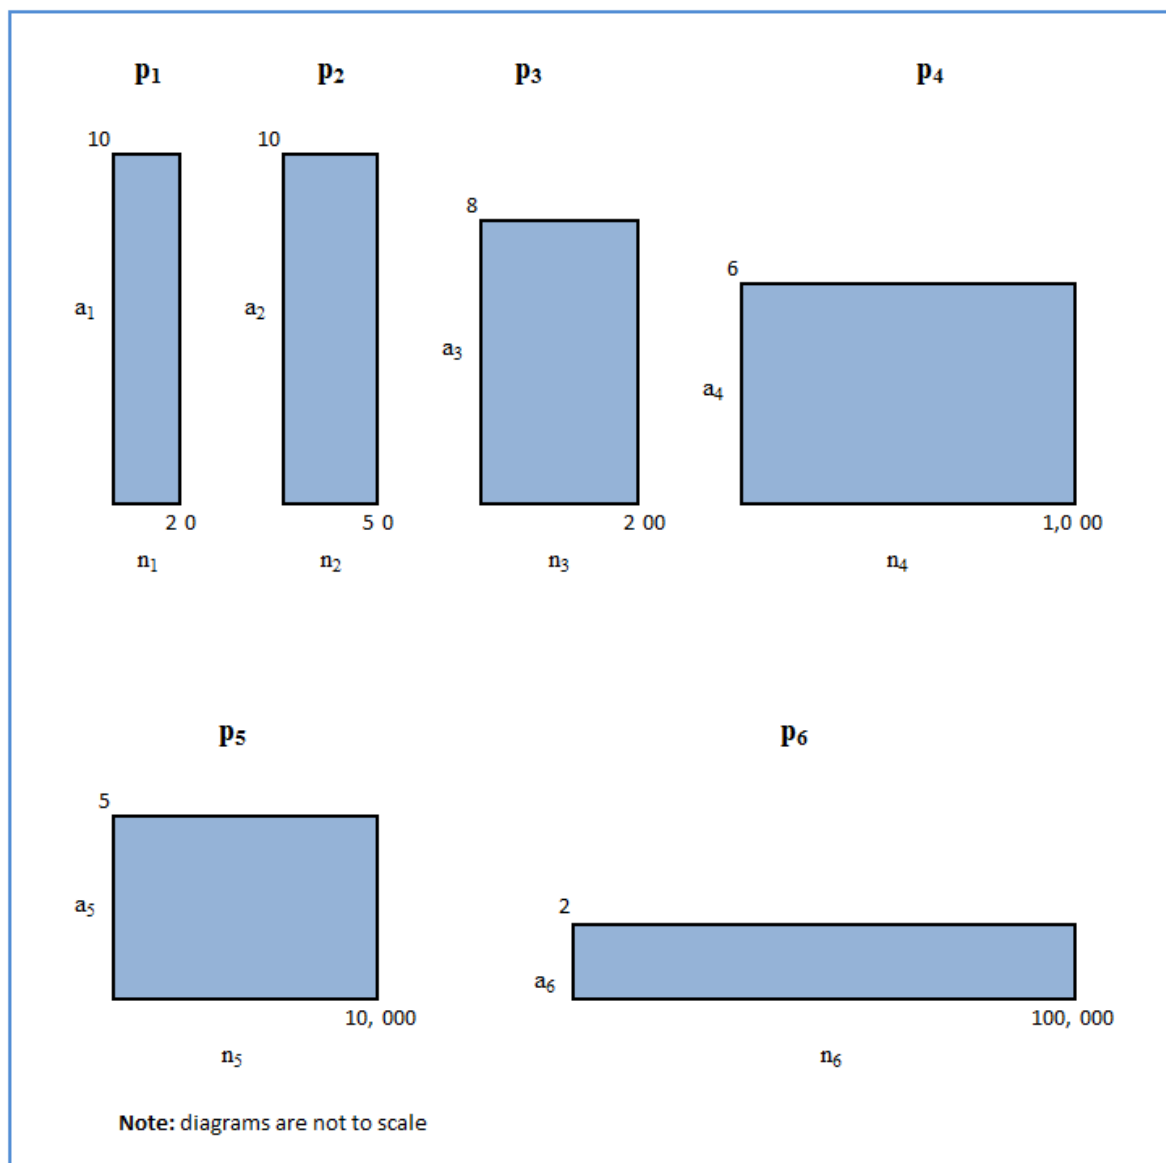 p₁ p₂ p₃ p₄
10 10
8
6
a₁ a₂
a₃
a₄
2 0 5 0 2 00 1,0 00
n₁ n₂ n₃ n₄
p₅ p₆
5
2
a₅
a₆
10, 000 100, 000
n₅ n₆
Note: diagrams are not to scale